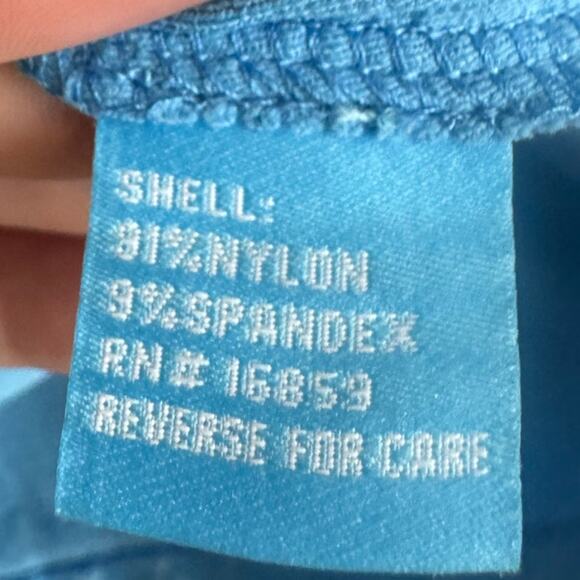 SHELL:
91%NYLON
9%SPANDEX
RN# 16859
REVERSE FOR CARE